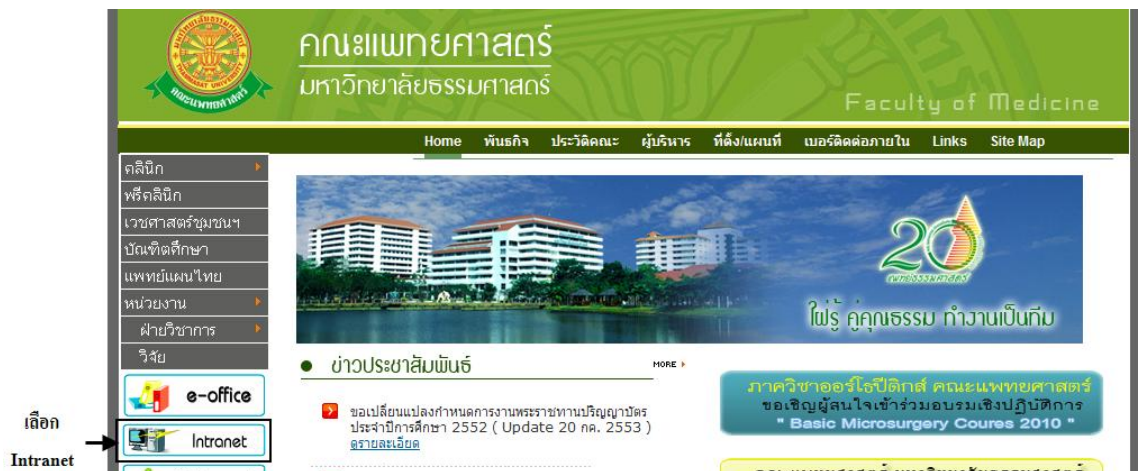 คณะแพทยศาสตร์
มหาวิทยาลัยธรรมศาสตร์
Faculty of Medicine
Home พันธกิจ ประวัติคณะ ผู้บริหาร ที่ตั้ง/แผนที่ เบอร์ติดต่อภายใน Links Site Map
คลินิก
พรีคลินิก
เวชศาสตร์ชุมชนฯ
บัณฑิตศึกษา
แพทย์แผนไทย
หน่วยงาน
ฝ่ายวิชาการ
วิจัย
e-office
Intranet
เลือก
Intranet
20
แพทย์ธรรมศาสตร์
ใฝ่รู้ คู่คุณธรรม ทำงานเป็นทีม
ข่าวประชาสัมพันธ์
MORE
ขอเปลี่ยนแปลงกำหนดการงานพระราชทานปริญญาบัตร
ประจำปีการศึกษา 2552 ( Update 20 กค. 2553 )
ดูรายละเอียด
ภาควิชาออร์โธปิดิกส์ คณะแพทยศาสตร์
ขอเชิญผู้สนใจเข้าร่วมอบรมเชิงปฏิบัติการ
" Basic Microsurgery Coures 2010 "